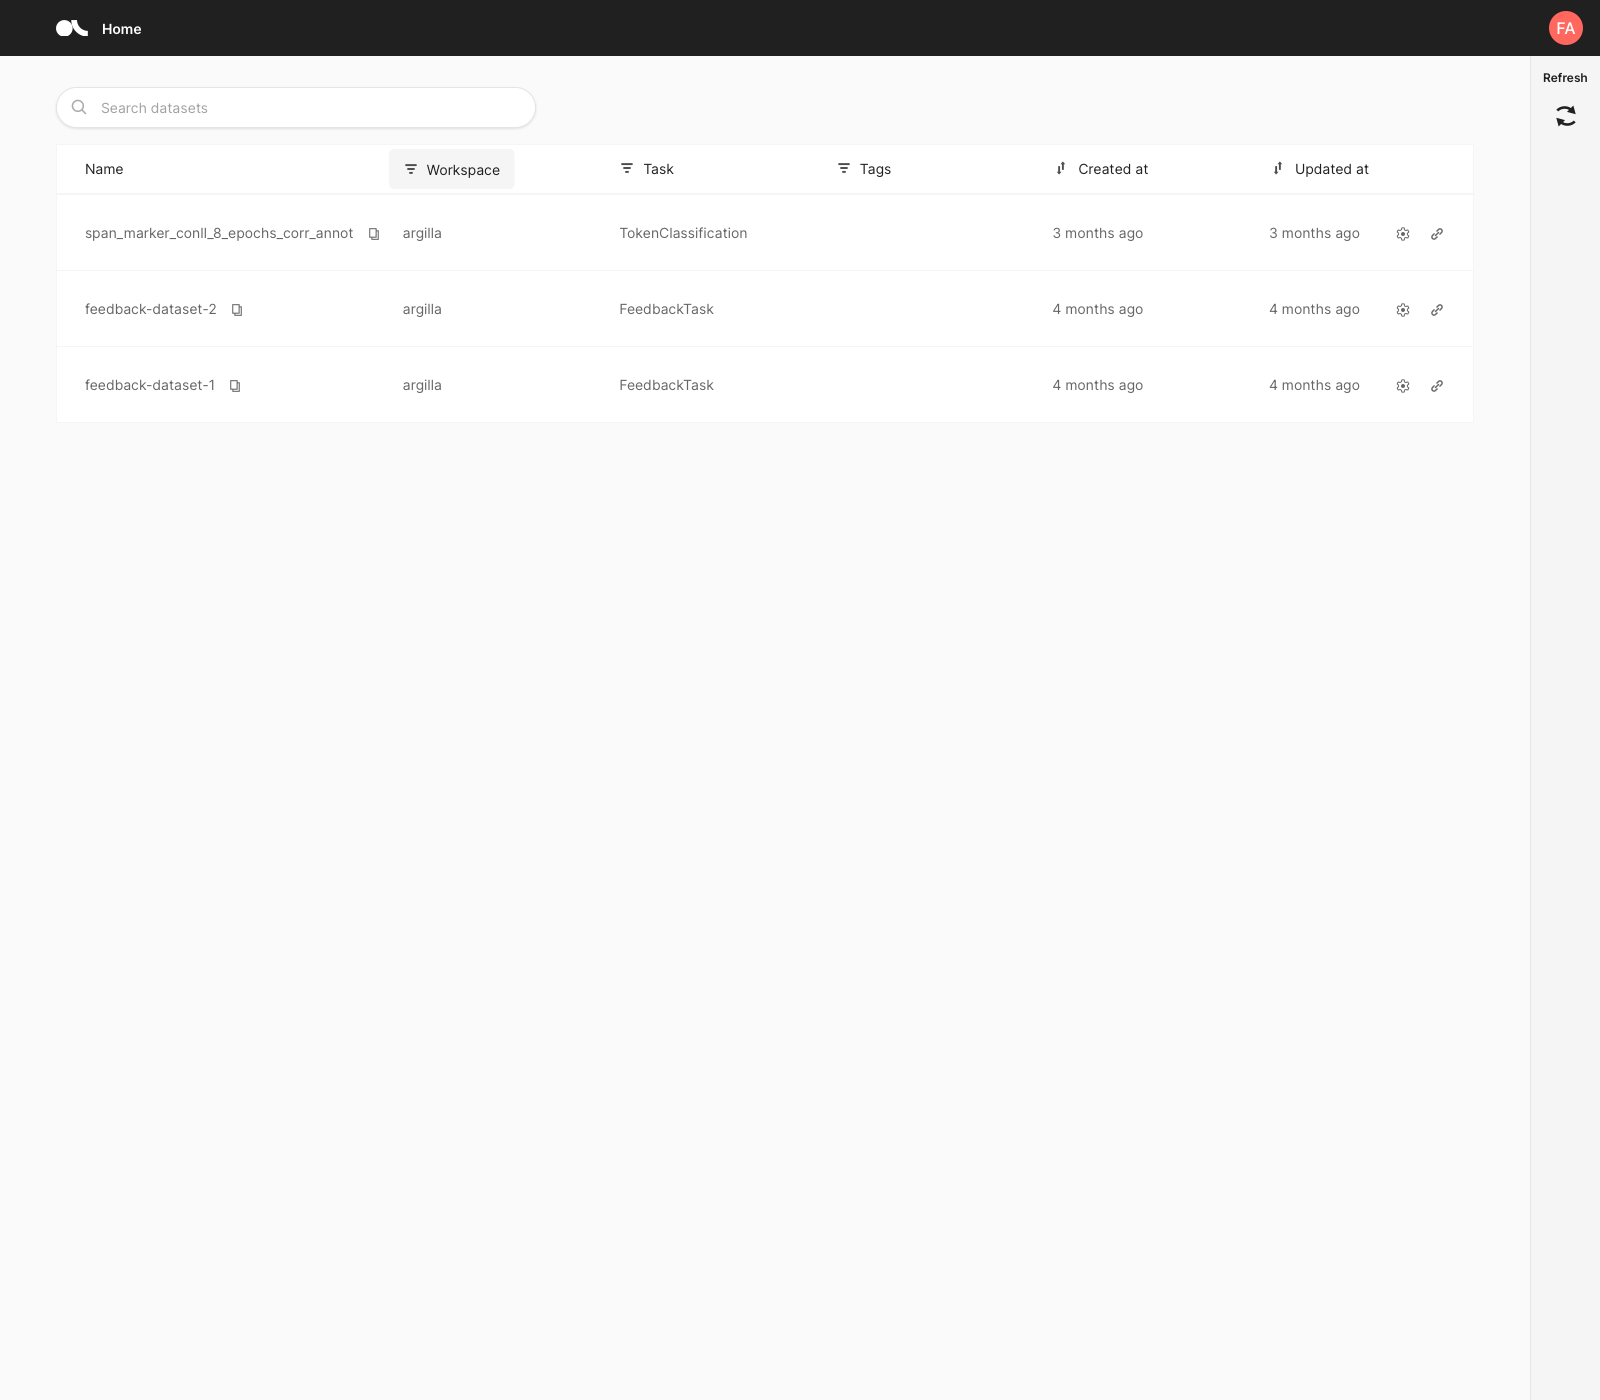 Home
FA
Refresh
Search datasets
Name Workspace Task Tags Created at Updated at
span_marker_conll_8_epochs_corr_annot argilla TokenClassification 3 months ago 3 months ago
feedback-dataset-2 argilla FeedbackTask 4 months ago 4 months ago
feedback-dataset-1 argilla FeedbackTask 4 months ago 4 months ago